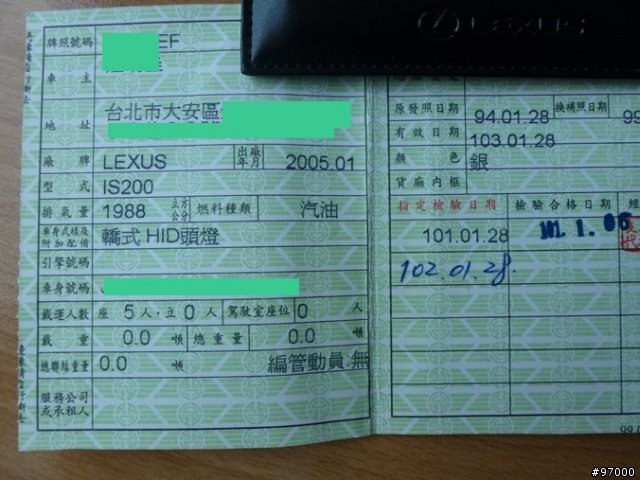 LEXUS
牌照號碼 EF
車主
地址 台北市大安區
廠牌 LEXUS 出廠年月 2005.01
型式 IS200
排氣量 1988 立方公分 燃料種類 汽油
車身式樣及附加配備 轎式 HID頭燈
引擎號碼
車身號碼
載運人數 座 5 人,立 0 人 駕駛室座位 0 人
載重 0.0 噸 總重量 0.0 噸
總聯結重量 0.0 噸 編管動員:無
服務公司或承租人
原發照日期 94.01.28 換補照日期 99
有效日期 103.01.28
顏色 銀
貨廂內框
指定檢驗日期 檢驗合格日期
101.01.28 101.1.06
102.01.28.
#97000